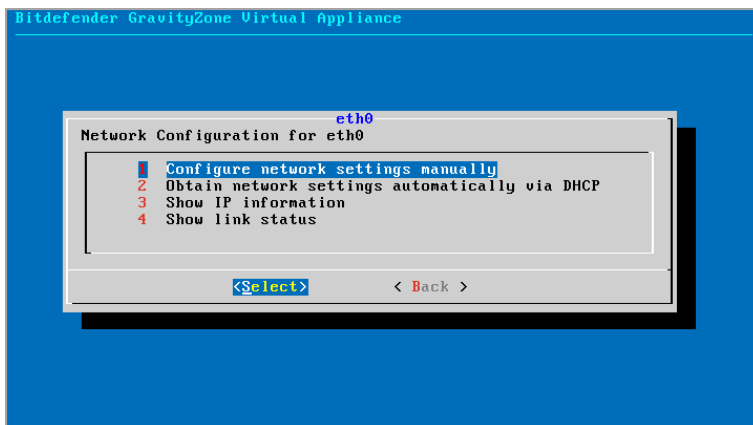 Bitdefender GravityZone Virtual Appliance
eth0
Network Configuration for eth0
1 Configure network settings manually
2 Obtain network settings automatically via DHCP
3 Show IP information
4 Show link status
<Select> < Back >